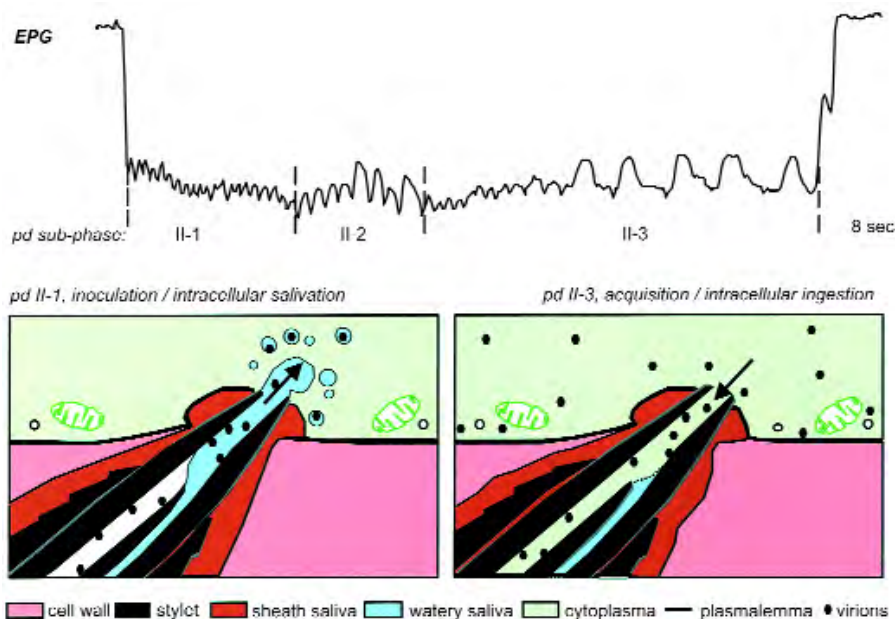 EPG
pd sub-phase: II-1 II-2 II-3 8 sec
pd II-1, inoculation / intracellular salivation
pd II-3, acquisition / intracellular ingestion
cell wall stylet sheath saliva watery saliva cytoplasma plasmalemma virions